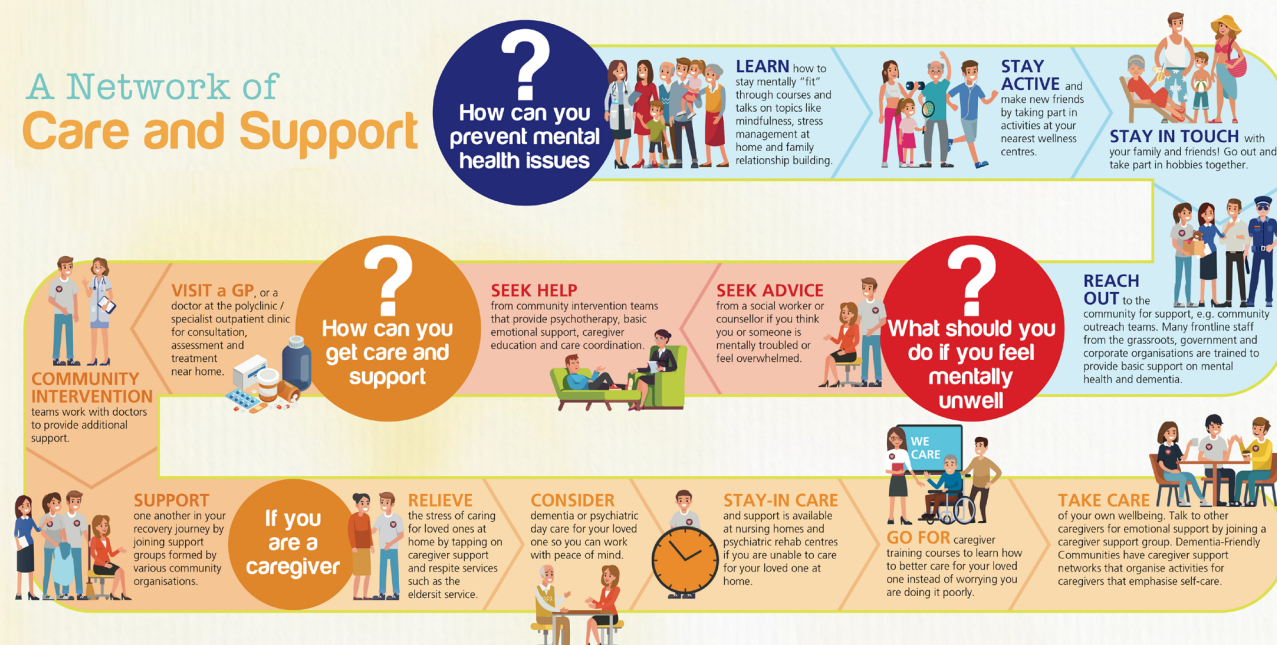 A Network of
Care and Support
?
How can you
prevent mental
health issues
LEARN how to
stay mentally “fit”
through courses and
talks on topics like
mindfulness, stress
management at
home and family
relationship building.
STAY
ACTIVE and
make new friends
by taking part in
activities at your
nearest wellness
centres.
STAY IN TOUCH with
your family and friends! Go out and
take part in hobbies together.
REACH
OUT to the
community for support, e.g. community
outreach teams. Many frontline staff
from the grassroots, government and
corporate organisations are trained to
provide basic support on mental
health and dementia.
?
What should you
do if you feel
mentally
unwell
SEEK ADVICE
from a social worker or
counsellor if you think
you or someone is
mentally troubled or
feel overwhelmed.
SEEK HELP
from community intervention teams
that provide psychotherapy, basic
emotional support, caregiver
education and care coordination.
?
How can you
get care and
support
VISIT a GP, or a
doctor at the polyclinic /
specialist outpatient clinic
for consultation,
assessment and
treatment
near home.
COMMUNITY
INTERVENTION
teams work with doctors
to provide additional
support.
SUPPORT
one another in your
recovery journey by
joining support
groups formed by
various community
organisations.
If you
are a
caregiver
RELIEVE
the stress of caring
for loved ones at
home by tapping on
caregiver support
and respite services
such as the
eldersit service.
CONSIDER
dementia or psychiatric
day care for your loved
one so you can work
with peace of mind.
STAY-IN CARE
and support is available
at nursing homes and
psychiatric rehab centres
if you are unable to care
for your loved one at
home.
WE
CARE
GO FOR caregiver
training courses to learn how
to better care for your loved
one instead of worrying you
are doing it poorly.
TAKE CARE
of your own wellbeing. Talk to other
caregivers for emotional support by joining a
caregiver support group. Dementia-Friendly
Communities have caregiver support
networks that organise activities for
caregivers that emphasise self-care.